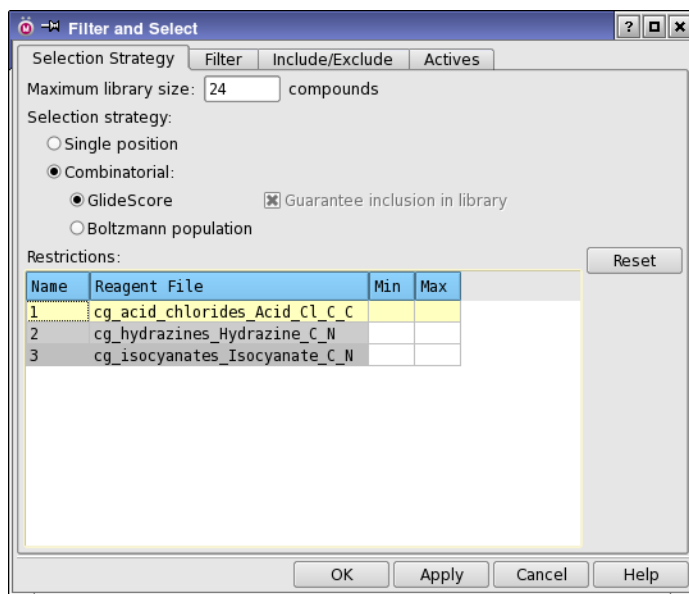 Filter and Select
Selection Strategy Filter Include/Exclude Actives
Maximum library size: 24 compounds
Selection strategy:
Single position
Combinatorial:
GlideScore Guarantee inclusion in library
Boltzmann population
Restrictions:
Reset
Name Reagent File Min Max
1 cg_acid_chlorides_Acid_Cl_C_C
2 cg_hydrazines_Hydrazine_C_N
3 cg_isocyanates_Isocyanate_C_N
OK Apply Cancel Help